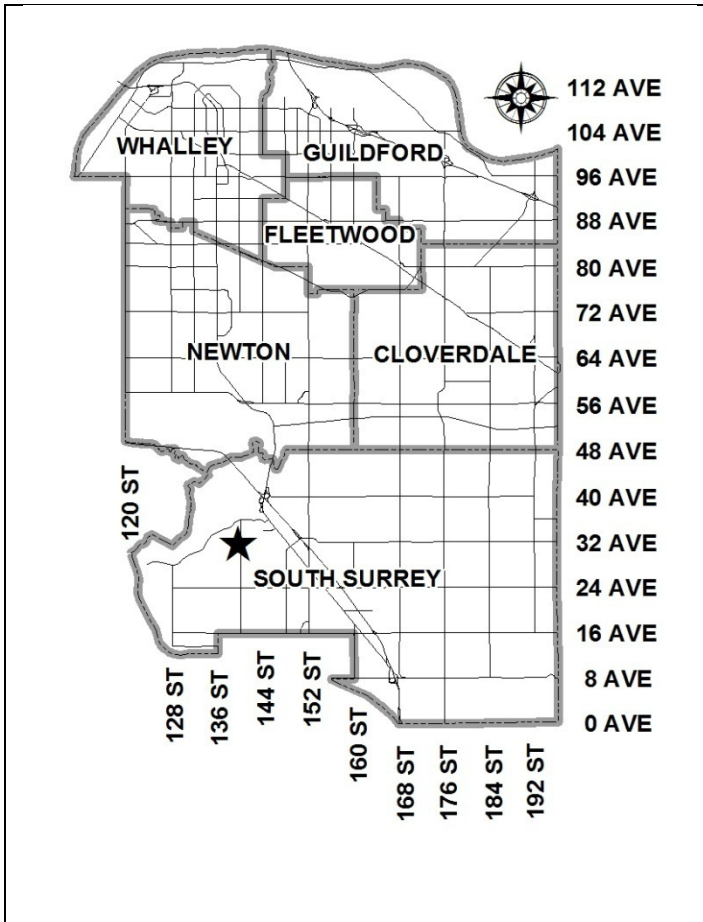 112 AVE
104 AVE
WHALLEY
GUILDFORD
96 AVE
88 AVE
FLEETWOOD
80 AVE
72 AVE
NEWTON
CLOVERDALE
64 AVE
56 AVE
48 AVE
120 ST
40 AVE
32 AVE
SOUTH SURREY
24 AVE
16 AVE
128 ST
136 ST
144 ST
152 ST
8 AVE
160 ST
0 AVE
168 ST
176 ST
184 ST
192 ST